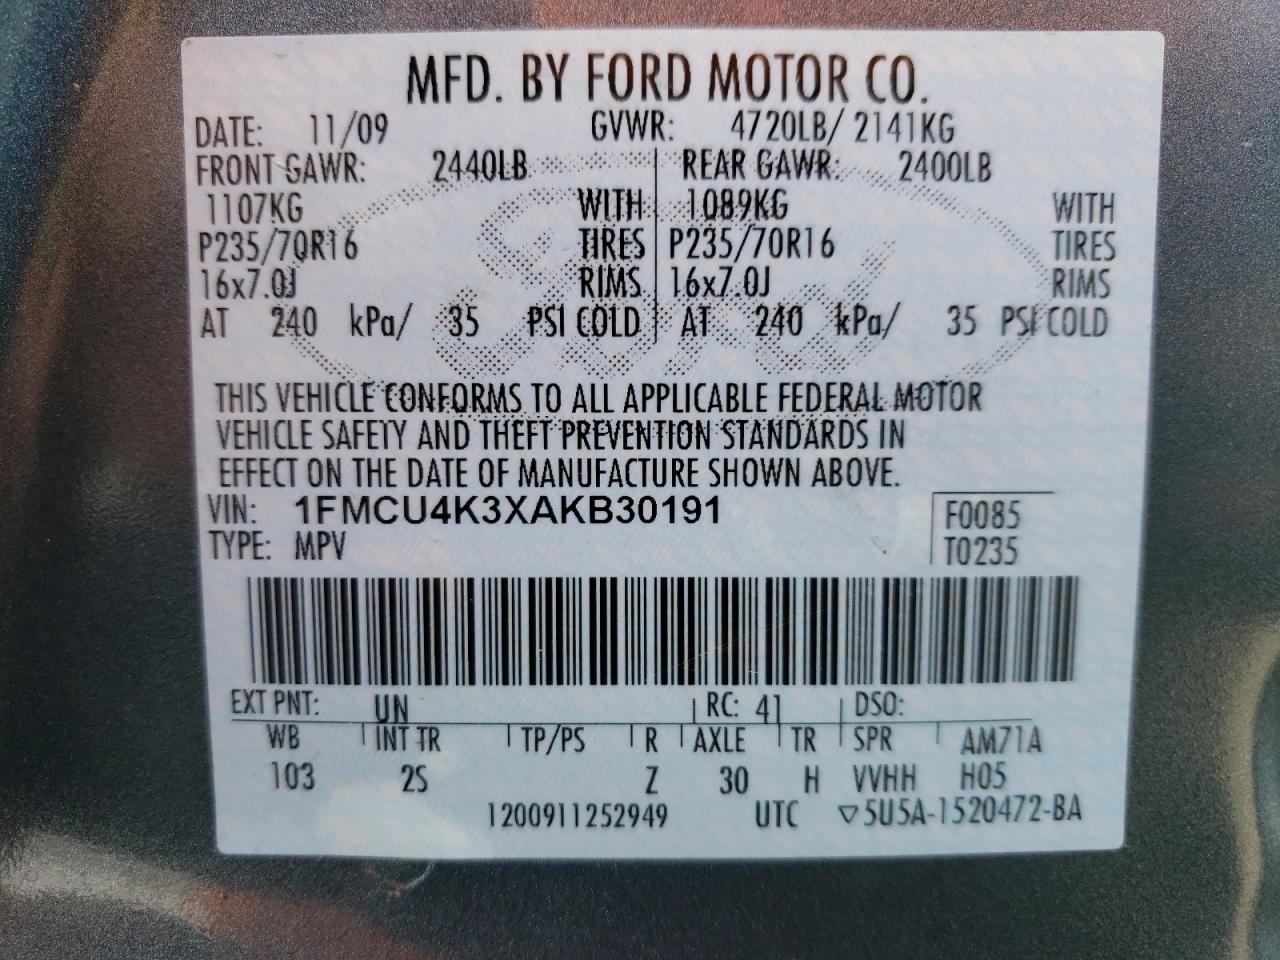 MFD. BY FORD MOTOR CO.
DATE: 11/09 GVWR: 4720LB/ 2141KG
FRONT GAWR: 2440LB REAR GAWR: 2400LB
1107KG WITH 1089KG WITH
P235/70R16 TIRES P235/70R16 TIRES
16x7.0J RIMS 16x7.0J RIMS
AT 240 kPa/ 35 PSI COLD AT 240 kPa/ 35 PSI COLD
THIS VEHICLE CONFORMS TO ALL APPLICABLE FEDERAL MOTOR
VEHICLE SAFETY AND THEFT PREVENTION STANDARDS IN
EFFECT ON THE DATE OF MANUFACTURE SHOWN ABOVE.
VIN: 1FMCU4K3XAKB30191 F0085
TYPE: MPV T0235
EXT PNT: UN RC: 41 DSO:
WB INT TR TP/PS R AXLE TR SPR AM71A
103 2S Z 30 H VVHH H05
1200911252949 UTC ▽5U5A-1520472-BA
Ford